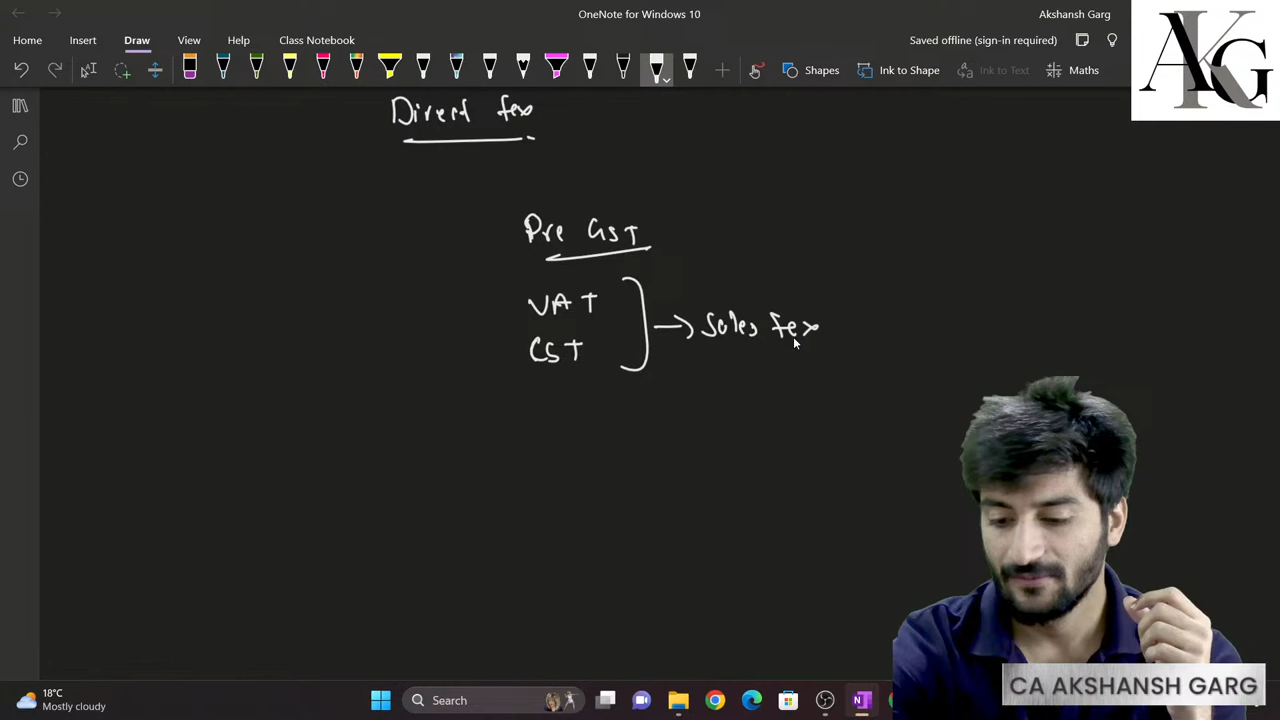 OneNote for Windows 10
Akshansh Garg
Home Insert Draw View Help Class Notebook
Saved offline (sign-in required)
Shapes Ink to Shape Ink to Text Maths
AKG
Direct Tax
Pre GST
VAT
CST
→ Sales Tax
CA AKSHANSH GARG
18°C
Mostly cloudy
Search